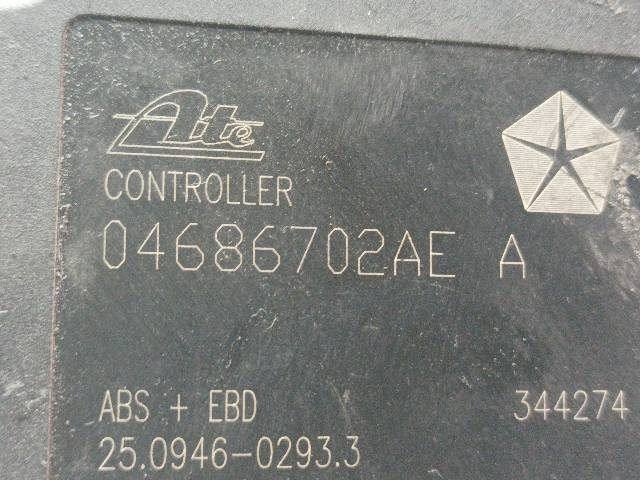 Ate
CONTROLLER
04686702AE A
ABS + EBD 344274
25.0946-0293.3